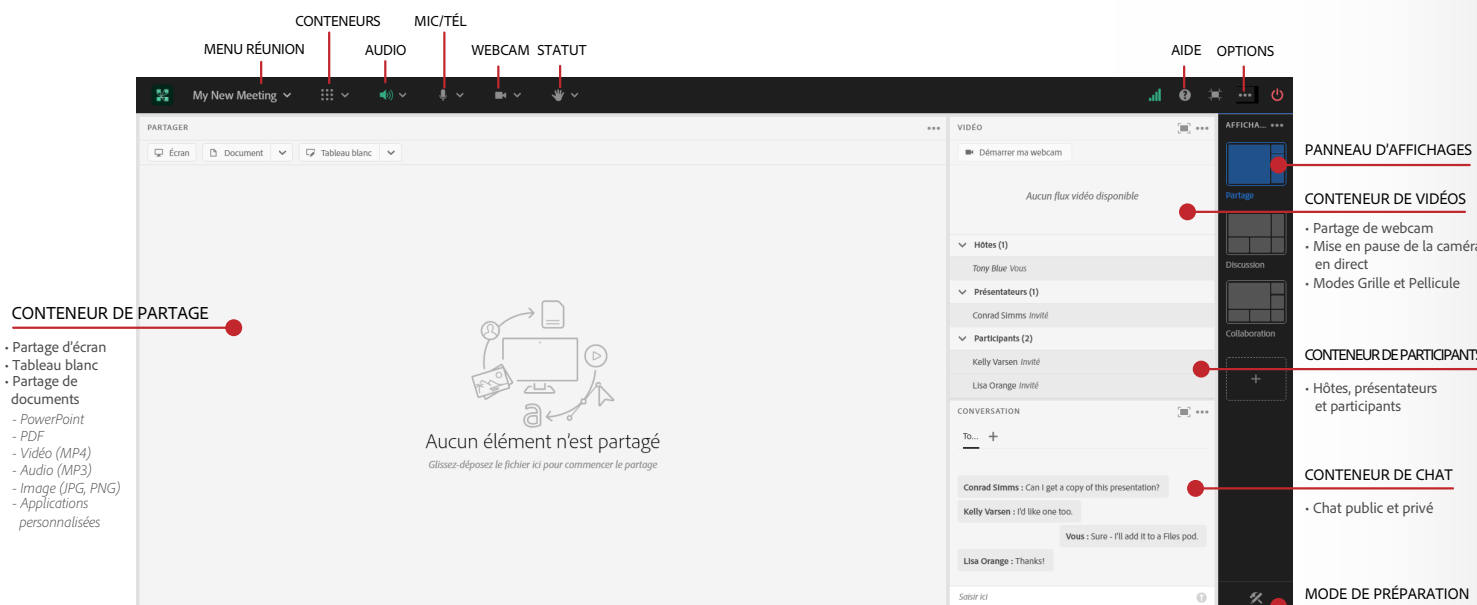 CONTENEURS MIC/TÉL
MENU RÉUNION AUDIO WEBCAM STATUT AIDE OPTIONS
My New Meeting
PARTAGER
Écran Document Tableau blanc
Aucun élément n'est partagé
Glissez-déposez le fichier ici pour commencer le partage
VIDÉO
Démarrer ma webcam
Aucun flux vidéo disponible
Hôtes (1)
Tony Blue Vous
Présentateurs (1)
Conrad Simms Invité
Participants (2)
Kelly Varsen Invité
Lisa Orange Invité
CONVERSATION
To...
Conrad Simms : Can I get a copy of this presentation?
Kelly Varsen : I'd like one too.
Vous : Sure - I'll add it to a Files pod.
Lisa Orange : Thanks!
Saisir ici
AFFICHA...
Partage
Discussion
Collaboration
CONTENEUR DE PARTAGE
• Partage d'écran
• Tableau blanc
• Partage de
documents
- PowerPoint
- PDF
- Vidéo (MP4)
- Audio (MP3)
- Image (JPG, PNG)
- Applications
personnalisées
PANNEAU D'AFFICHAGES
CONTENEUR DE VIDÉOS
• Partage de webcam
• Mise en pause de la caméra
en direct
• Modes Grille et Pellicule
CONTENEUR DE PARTICIPANTS
• Hôtes, présentateurs
et participants
CONTENEUR DE CHAT
• Chat public et privé
MODE DE PRÉPARATION